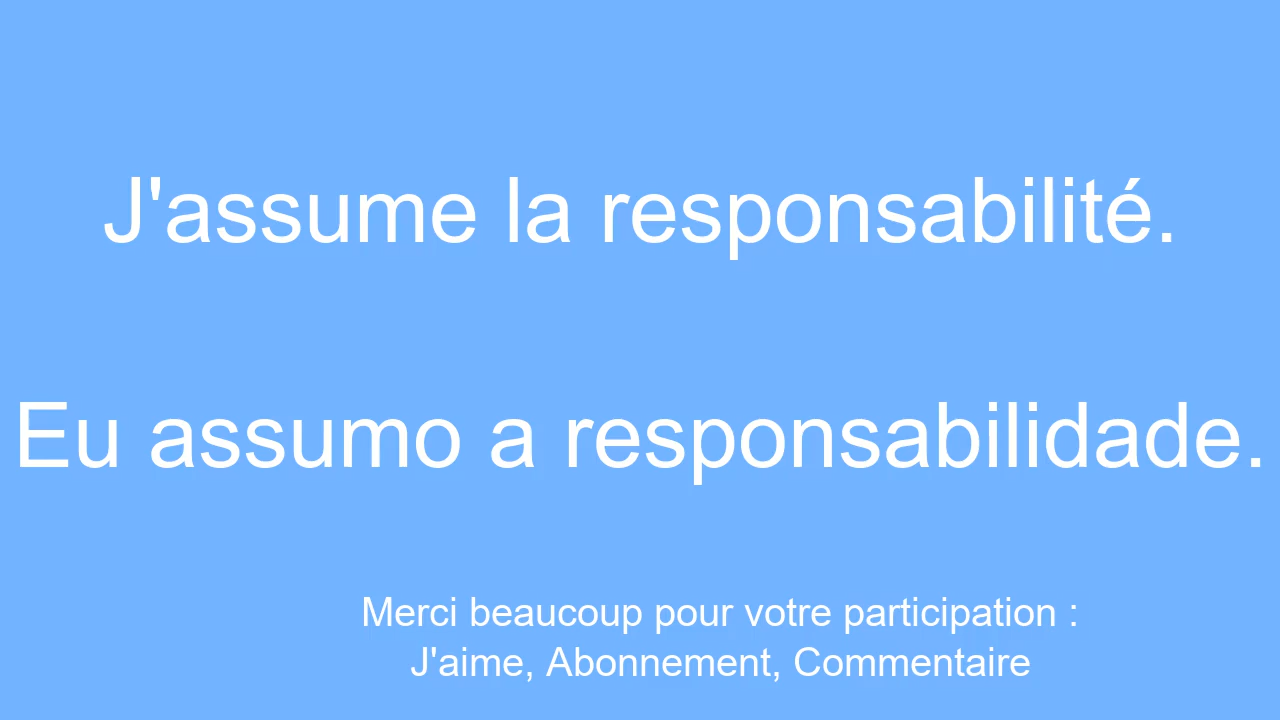 J'assume la responsabilité.
Eu assumo a responsabilidade.
Merci beaucoup pour votre participation :
J'aime, Abonnement, Commentaire